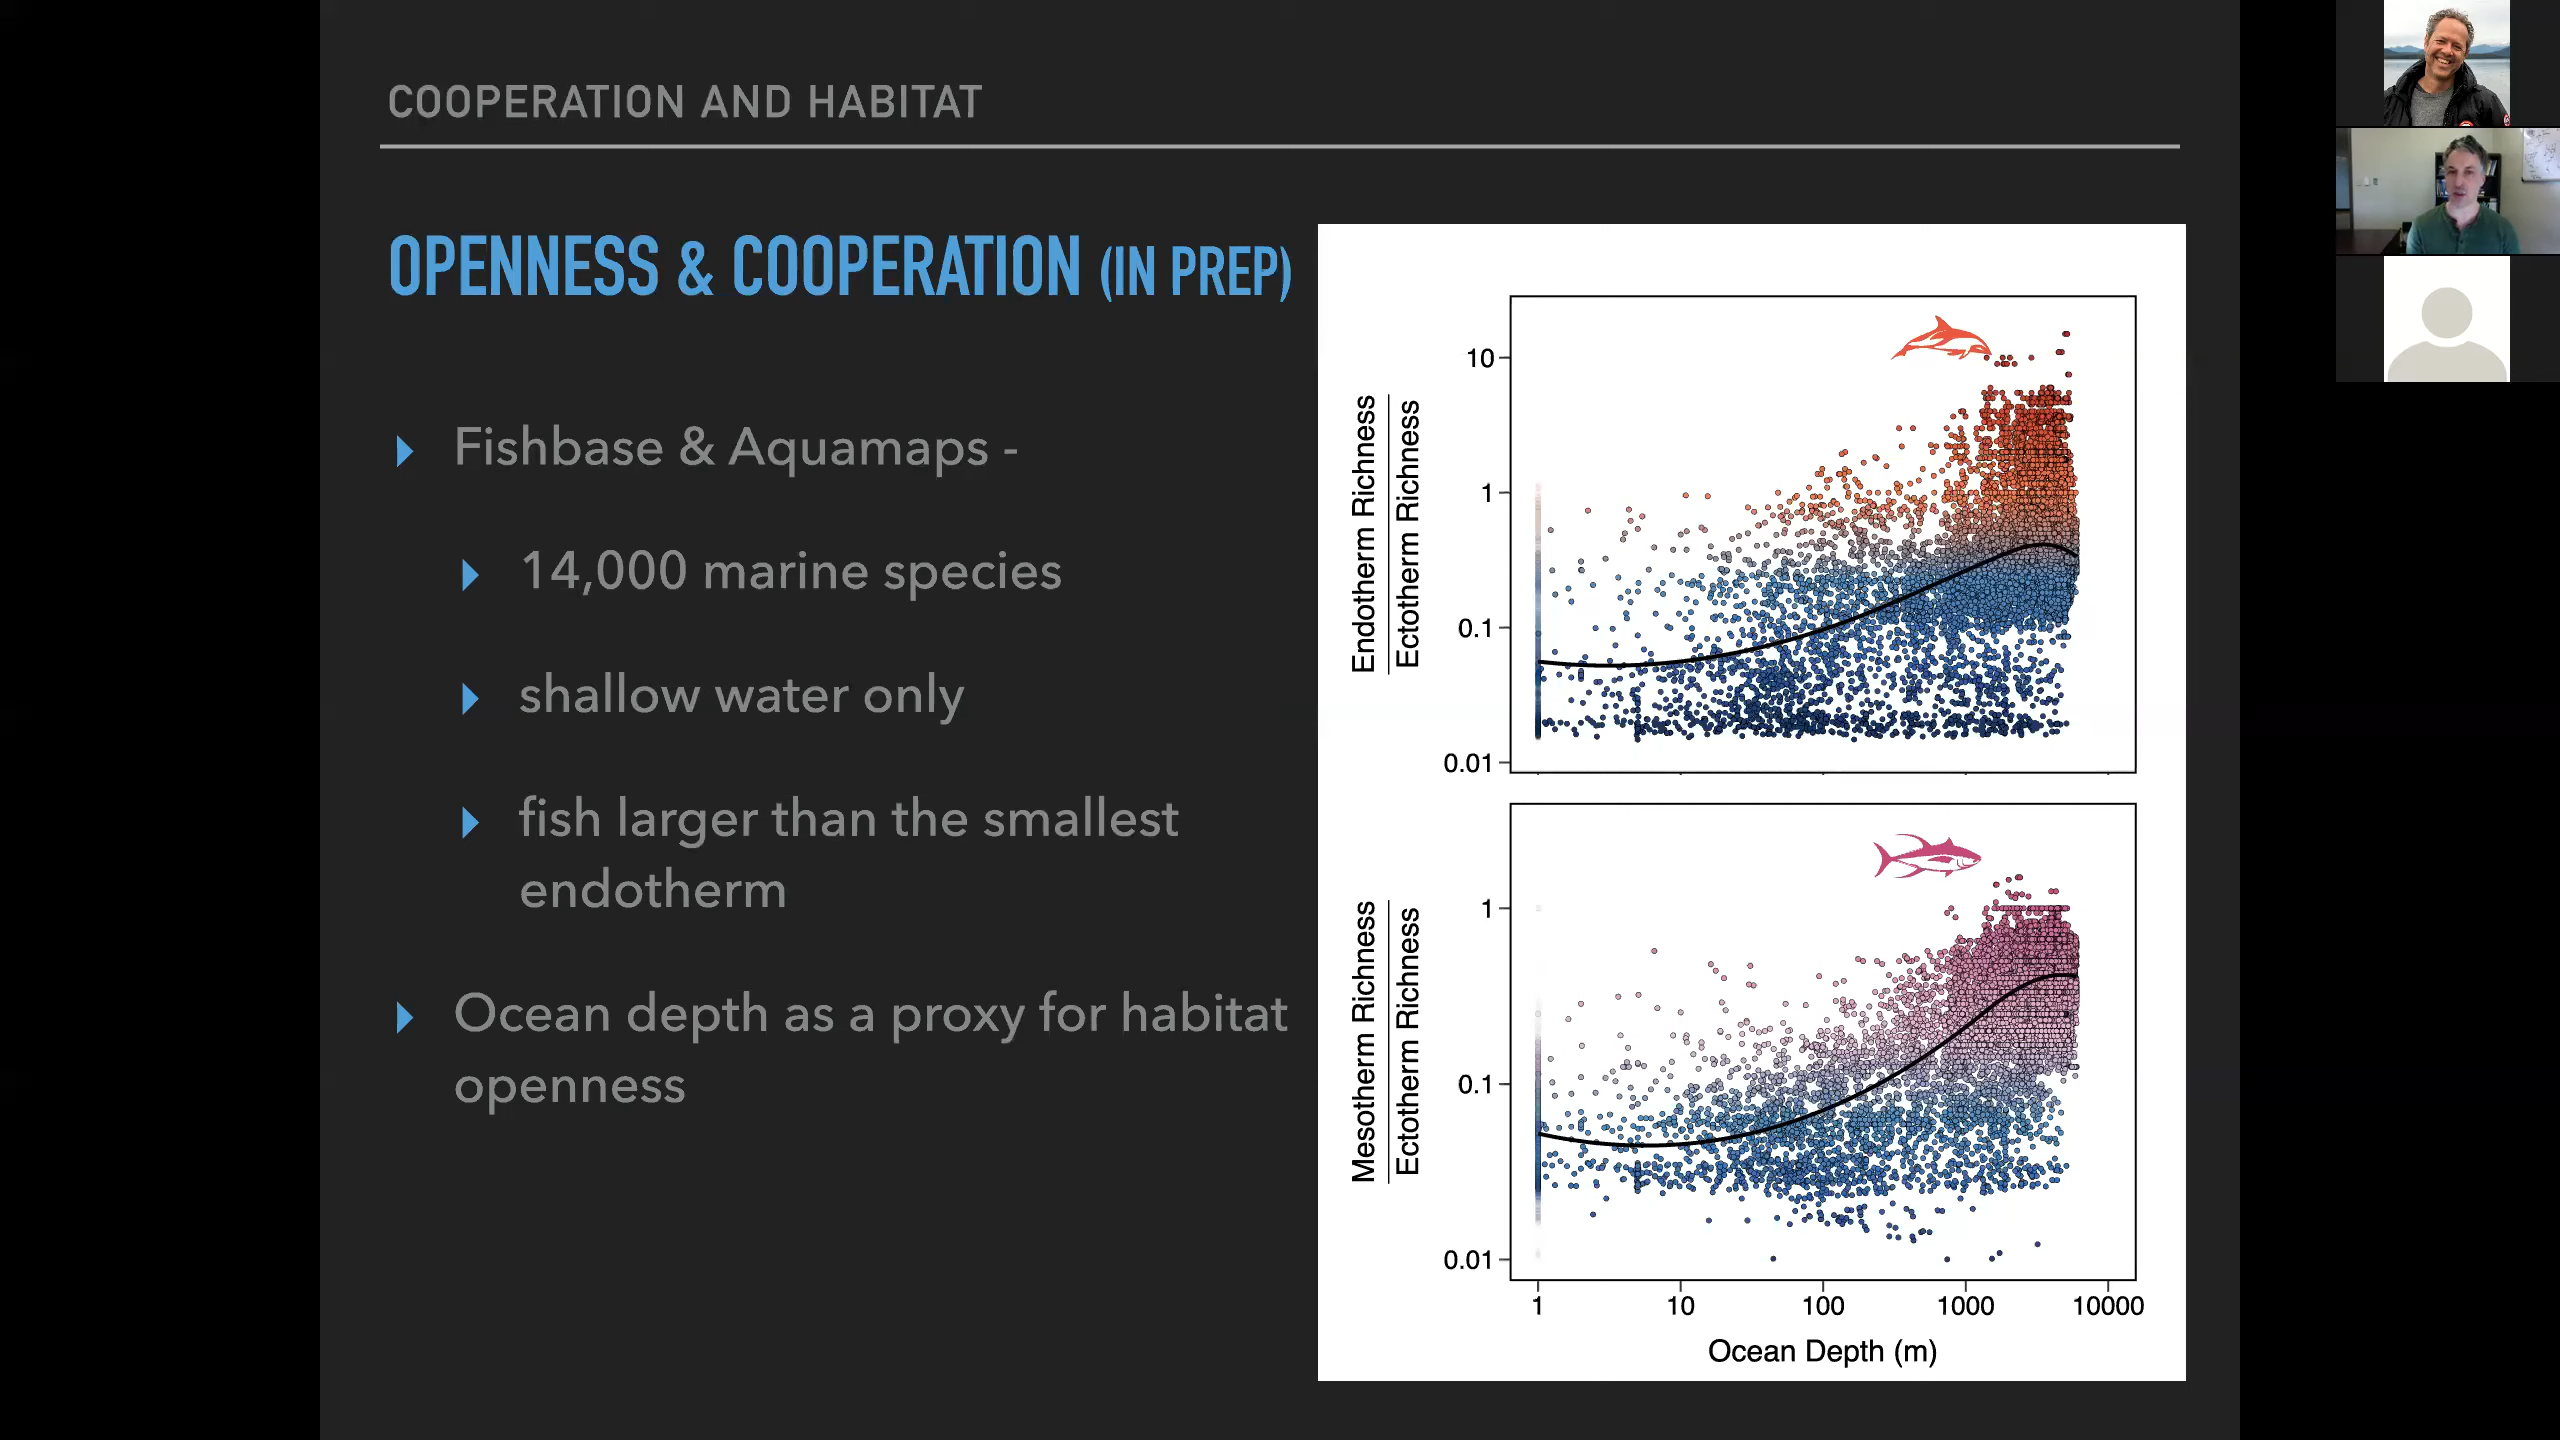 COOPERATION AND HABITAT
OPENNESS & COOPERATION (IN PREP)
Fishbase & Aquamaps -
14,000 marine species
shallow water only
fish larger than the smallest
endotherm
Ocean depth as a proxy for habitat
openness
Endotherm Richness
Ectotherm Richness
10
1
0.1
0.01
Mesotherm Richness
Ectotherm Richness
1
0.1
0.01
1 10 100 1000 10000
Ocean Depth (m)